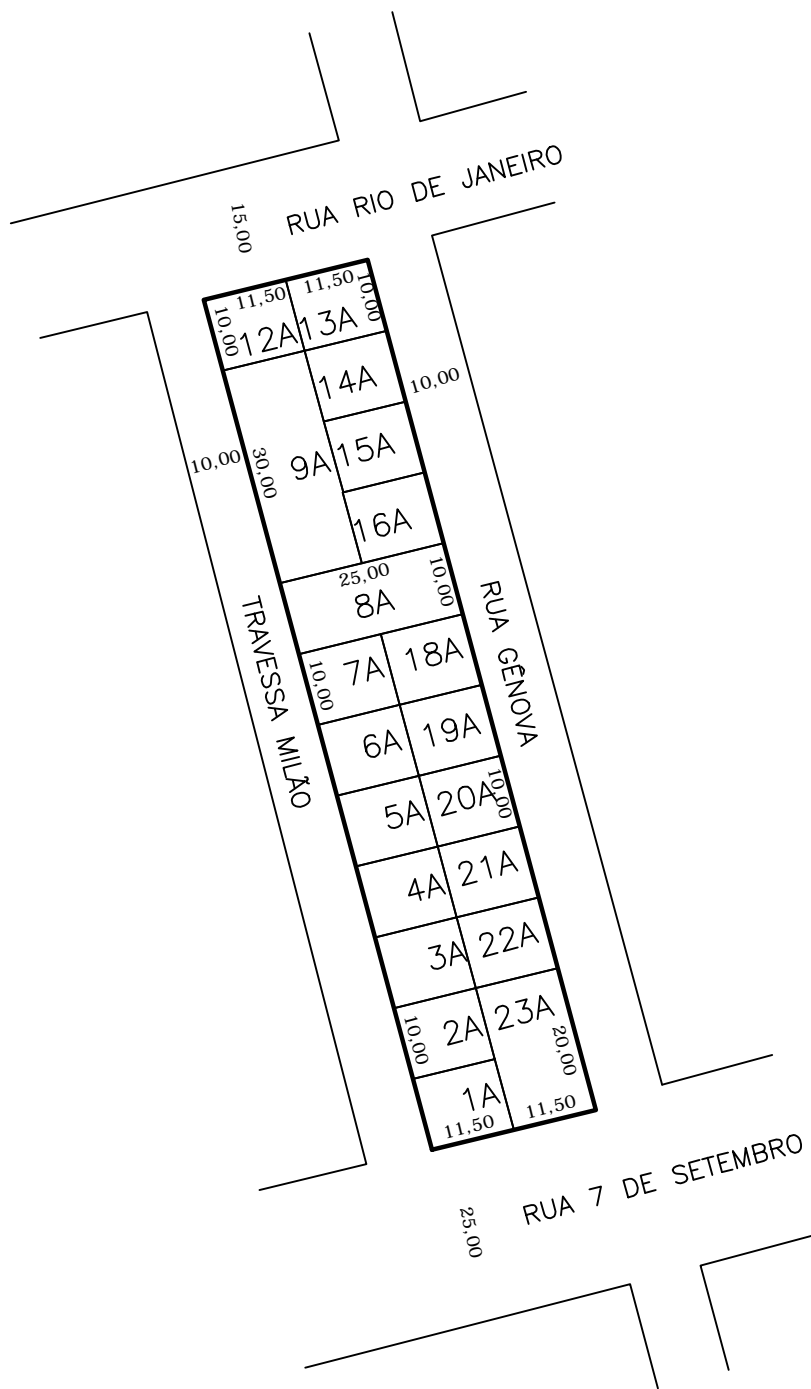 RUA RIO DE JANEIRO
15,00
11,50
11,50
10,00
10,00
12A
13A
14A
10,00
15A
9A
10,00
30,00
16A
25,00
10,00
8A
TRAVESSA MILÃO
RUA GÊNOVA
18A
7A
10,00
19A
6A
10,00
20A
5A
21A
4A
22A
3A
23A
2A
10,00
20,00
1A
11,50
11,50
RUA 7 DE SETEMBRO
25,00